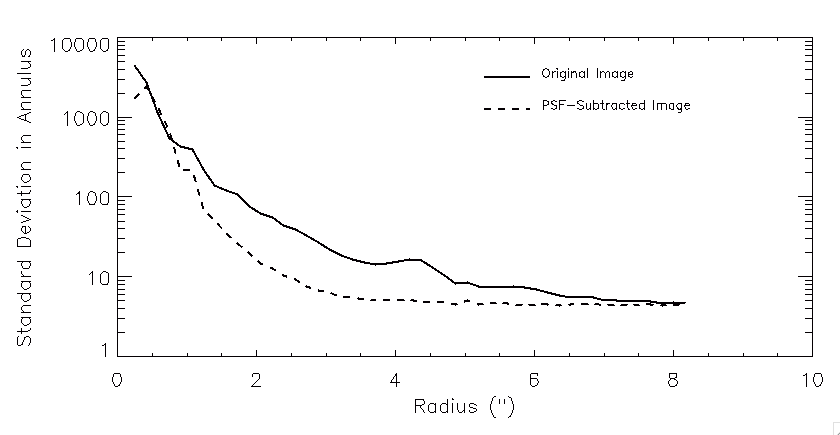 10000
1000
100
10
1
Standard Deviation in Annulus
Original Image
PSF-Subtracted Image
0 2 4 6 8 10
Radius (")